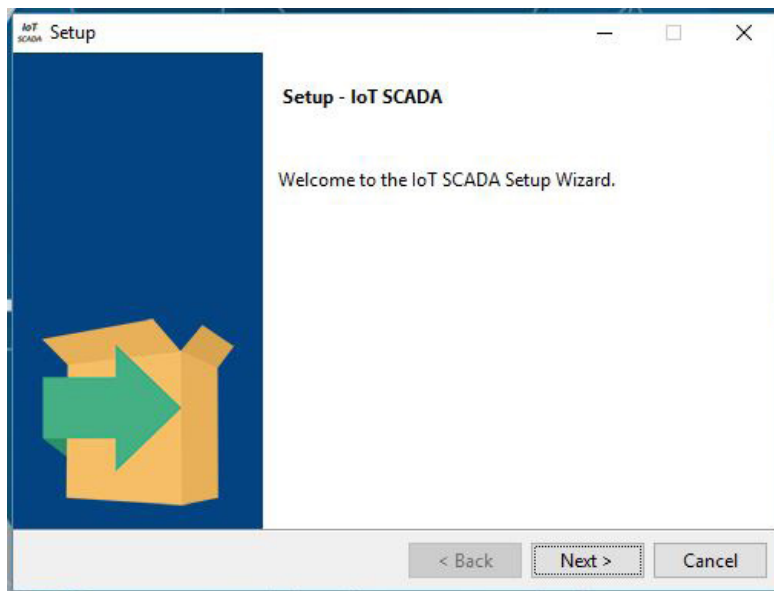 IoT
SCADA
Setup
Setup - IoT SCADA
Welcome to the IoT SCADA Setup Wizard.
< Back
Next >
Cancel